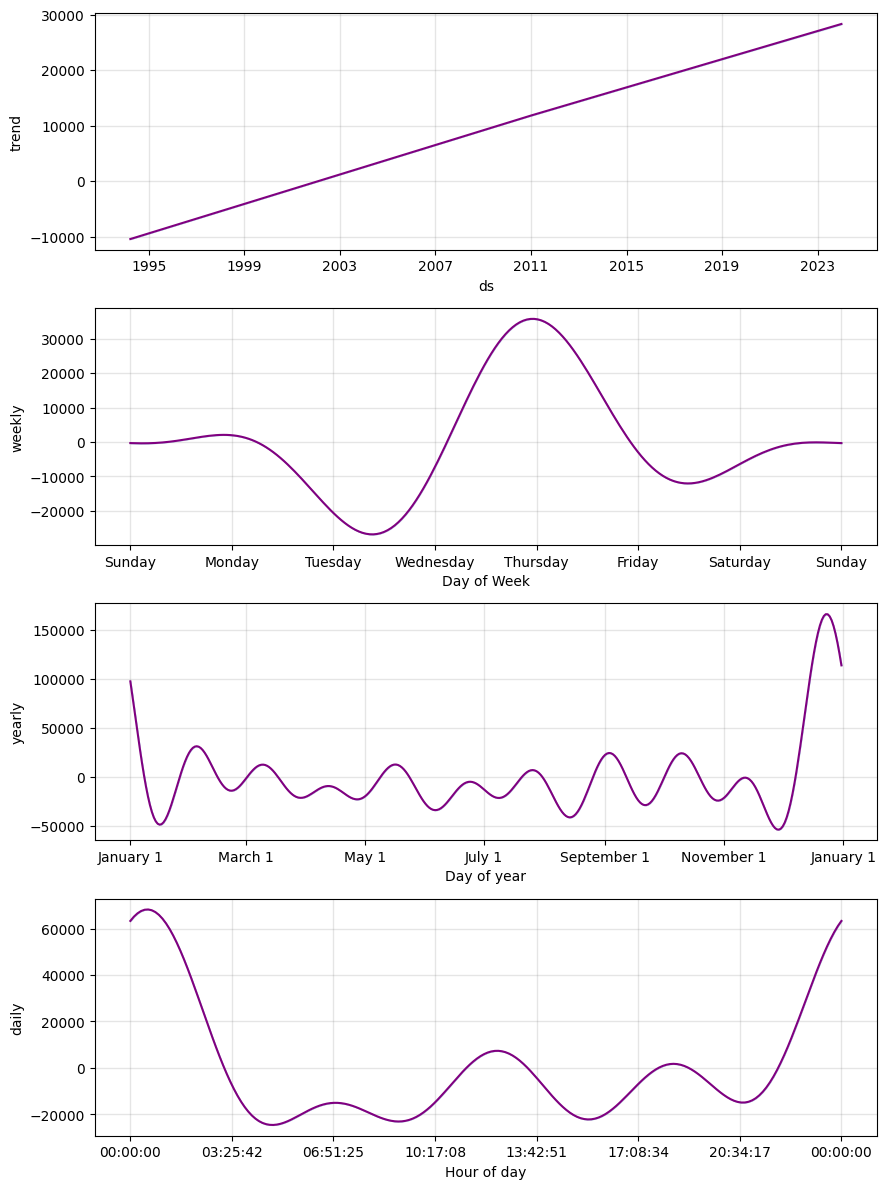 30000
20000
10000
0
−10000
trend
1995 1999 2003 2007 2011 2015 2019 2023
ds
30000
20000
10000
0
−10000
−20000
weekly
Sunday Monday Tuesday Wednesday Thursday Friday Saturday Sunday
Day of Week
150000
100000
50000
0
−50000
yearly
January 1 March 1 May 1 July 1 September 1 November 1 January 1
Day of year
60000
40000
20000
0
−20000
daily
00:00:00 03:25:42 06:51:25 10:17:08 13:42:51 17:08:34 20:34:17 00:00:00
Hour of day